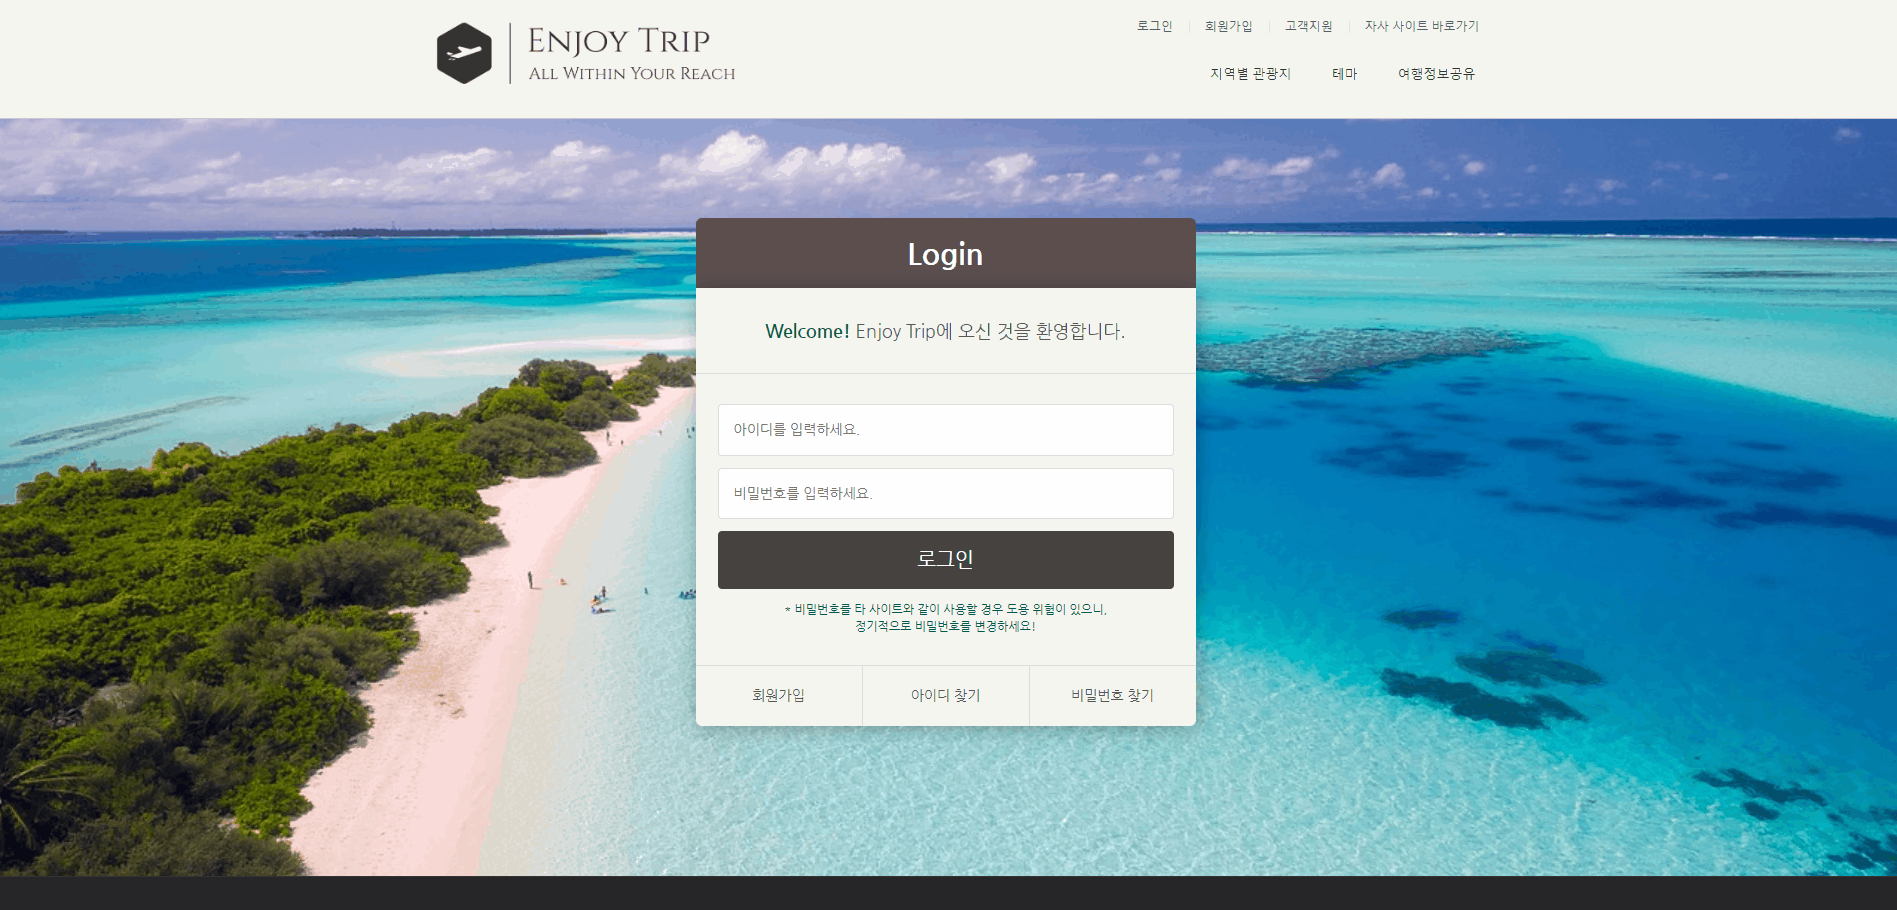 ENJOY TRIP
ALL WITHIN YOUR REACH
로그인
회원가입
고객지원
자사 사이트 바로가기
지역별 관광지
테마
여행정보공유
Login
Welcome! Enjoy Trip에 오신 것을 환영합니다.
아이디를 입력하세요.
비밀번호를 입력하세요.
로그인
* 비밀번호를 타 사이트와 같이 사용할 경우 도용 위험이 있으니,
정기적으로 비밀번호를 변경하세요!
회원가입
아이디 찾기
비밀번호 찾기